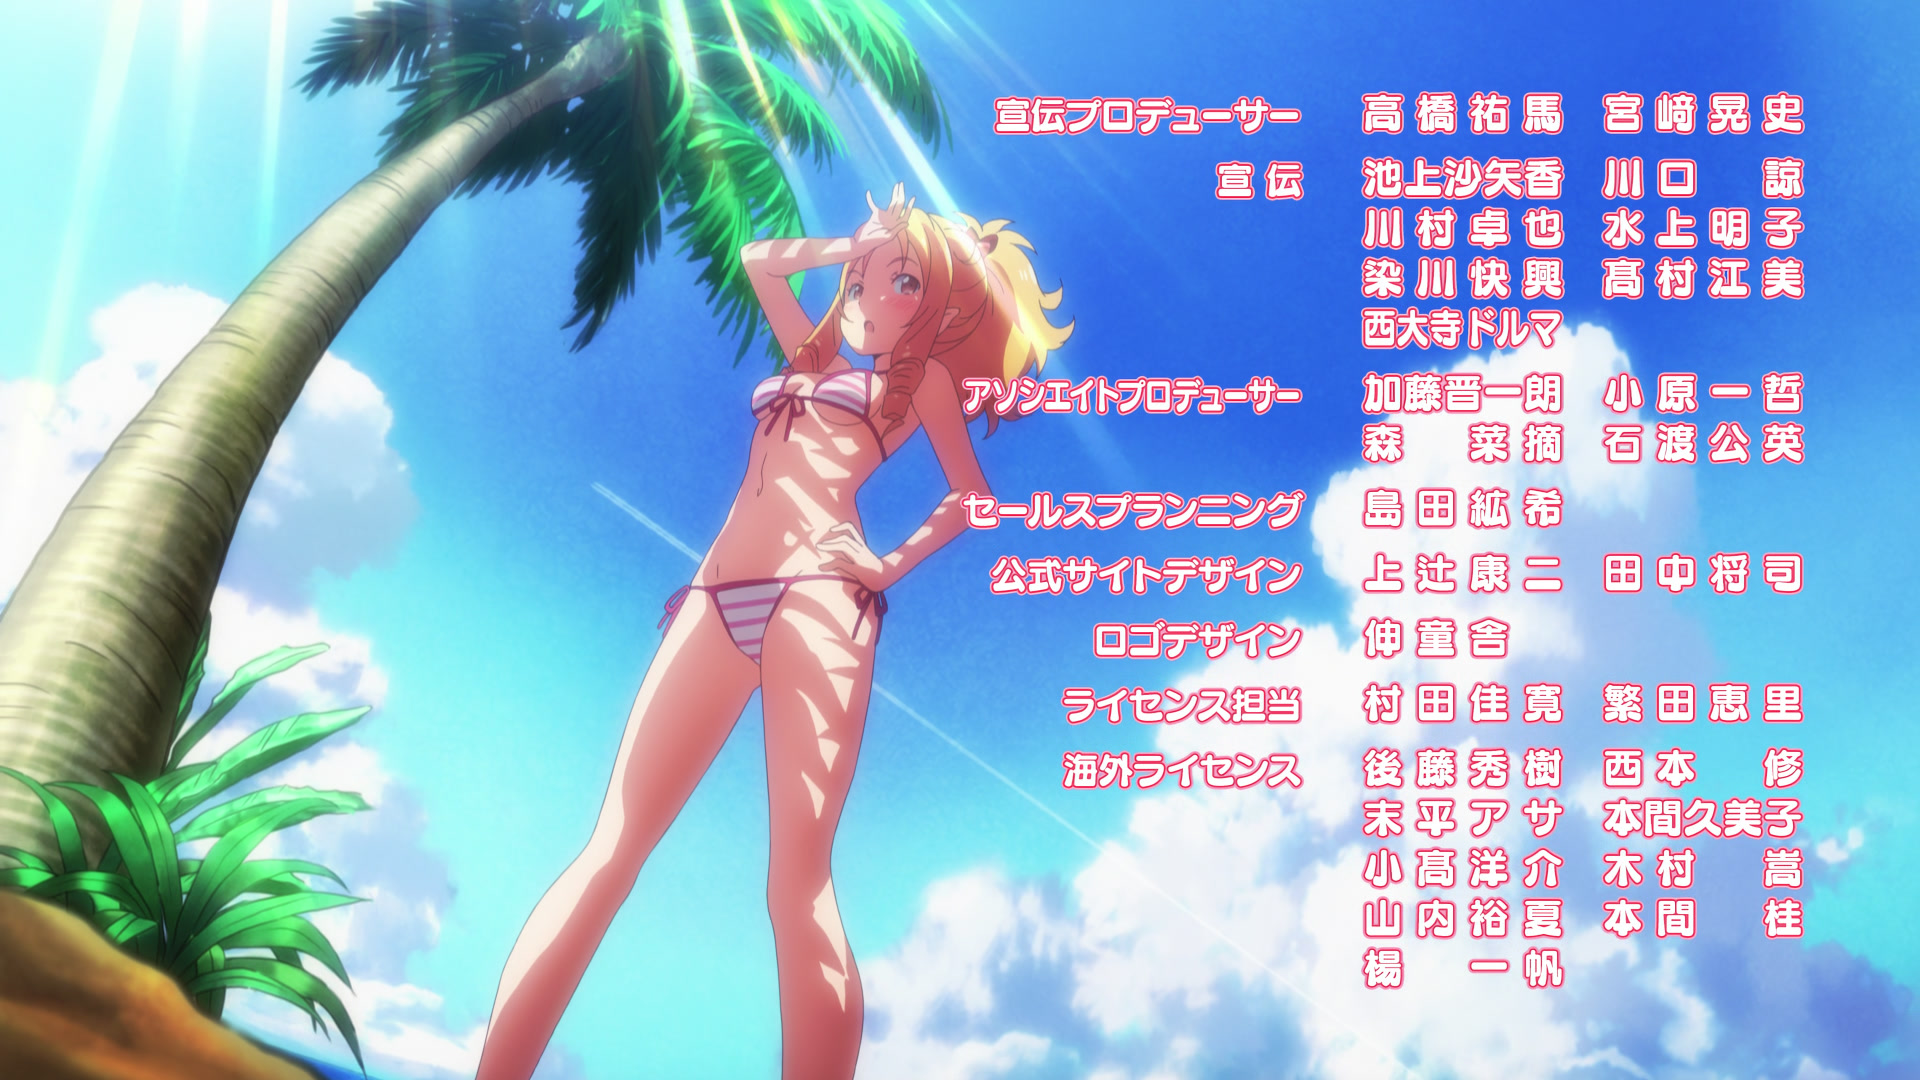 宣伝プロデューサー 高橋祐馬 宮﨑晃史
宣伝 池上沙矢香 川口諒
川村卓也 水上明子
染川快興 髙村江美
西大寺ドルマ
アソシエイトプロデューサー 加藤晋一朗 小原一哲
森菜摘 石渡公英
セールスプランニング 島田紘希
公式サイトデザイン 上辻康二 田中将司
ロゴデザイン 伸童舎
ライセンス担当 村田佳寛 繁田恵里
海外ライセンス 後藤秀樹 西本修
末平アサ 本間久美子
小髙洋介 木村嵩
山内裕夏 本間桂
楊一帆